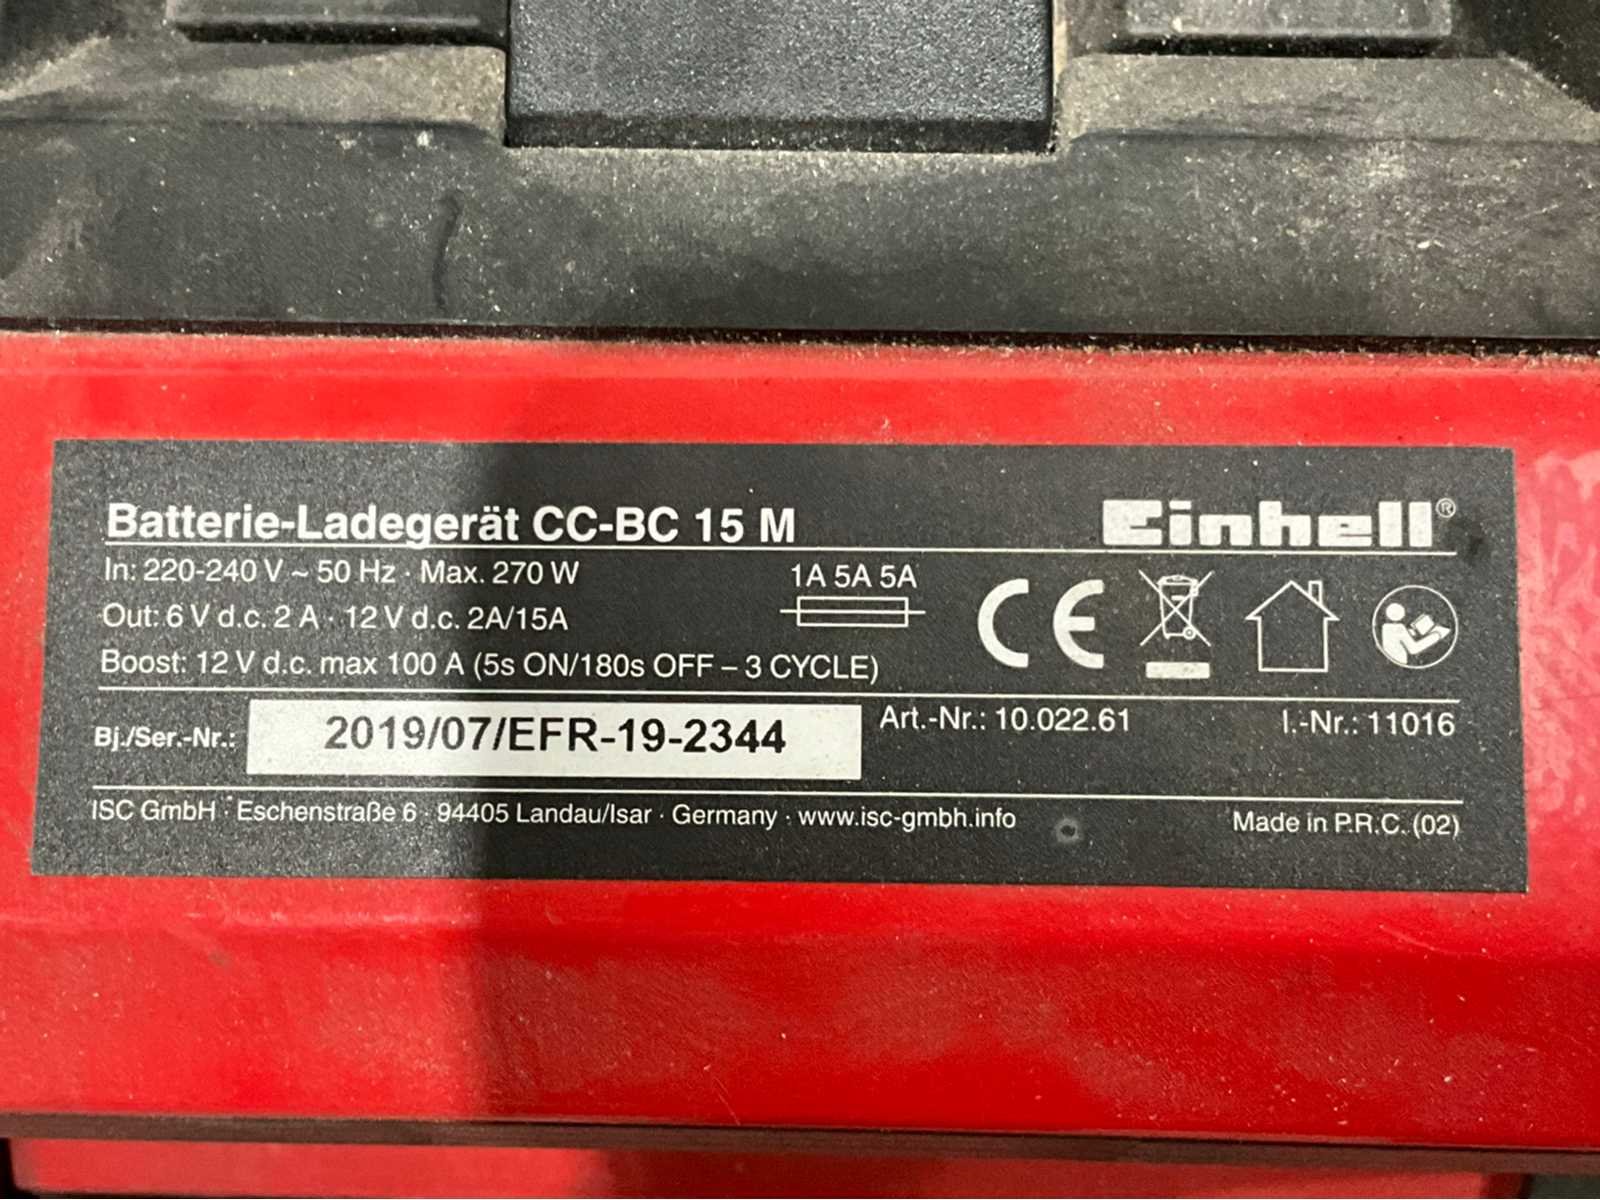 Batterie-Ladegerät CC-BC 15 M
Einhell®
In: 220-240 V ~ 50 Hz · Max. 270 W
Out: 6 V d.c. 2 A · 12 V d.c. 2A/15A
Boost: 12 V d.c. max 100 A (5s ON/180s OFF – 3 CYCLE)
1A 5A 5A
CE
Bj./Ser.-Nr.: 2019/07/EFR-19-2344
Art.-Nr.: 10.022.61
I.-Nr.: 11016
ISC GmbH · Eschenstraße 6 · 94405 Landau/Isar · Germany · www.isc-gmbh.info
Made in P.R.C. (02)